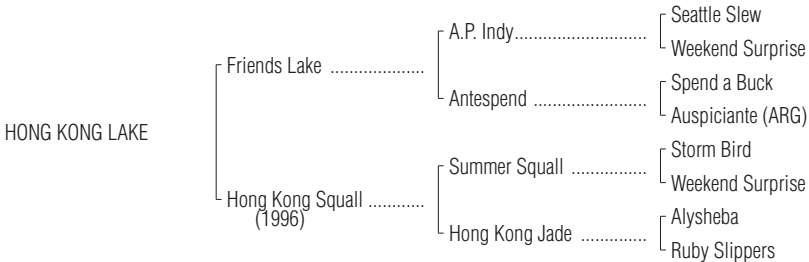 Seattle Slew
A.P. Indy...........................
Weekend Surprise
Friends Lake .....................
Spend a Buck
Antespend ........................
Auspiciante (ARG)
HONG KONG LAKE
Storm Bird
Summer Squall ................
Weekend Surprise
Hong Kong Squall ............
(1996)
Alysheba
Hong Kong Jade ..............
Ruby Slippers